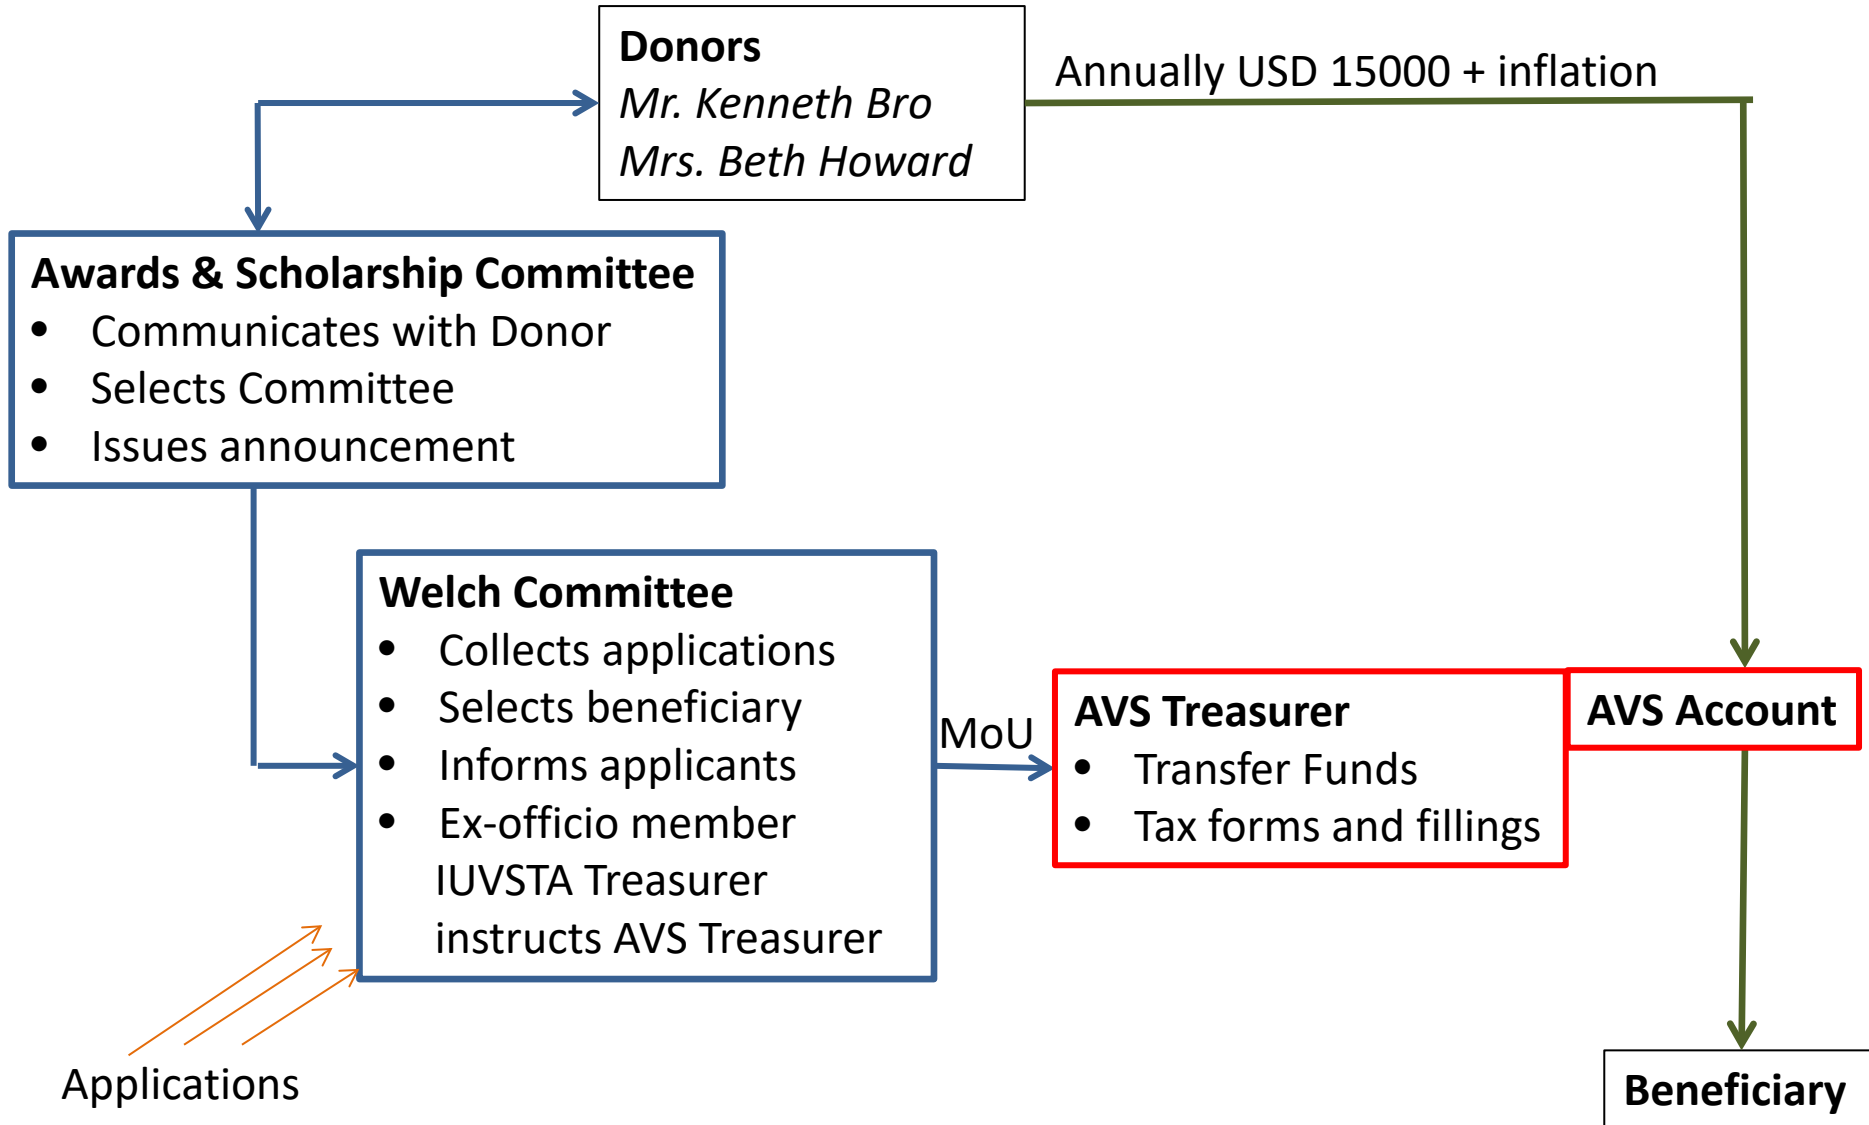 Donors
Mr. Kenneth Bro
Mrs. Beth Howard
Annually USD 15000 + inflation
Awards & Scholarship Committee
• Communicates with Donor
• Selects Committee
• Issues announcement
Welch Committee
• Collects applications
• Selects beneficiary
• Informs applicants
• Ex-officio member
IUVSTA Treasurer
instructs AVS Treasurer
MoU
AVS Treasurer
• Transfer Funds
• Tax forms and fillings
AVS Account
Applications
Beneficiary